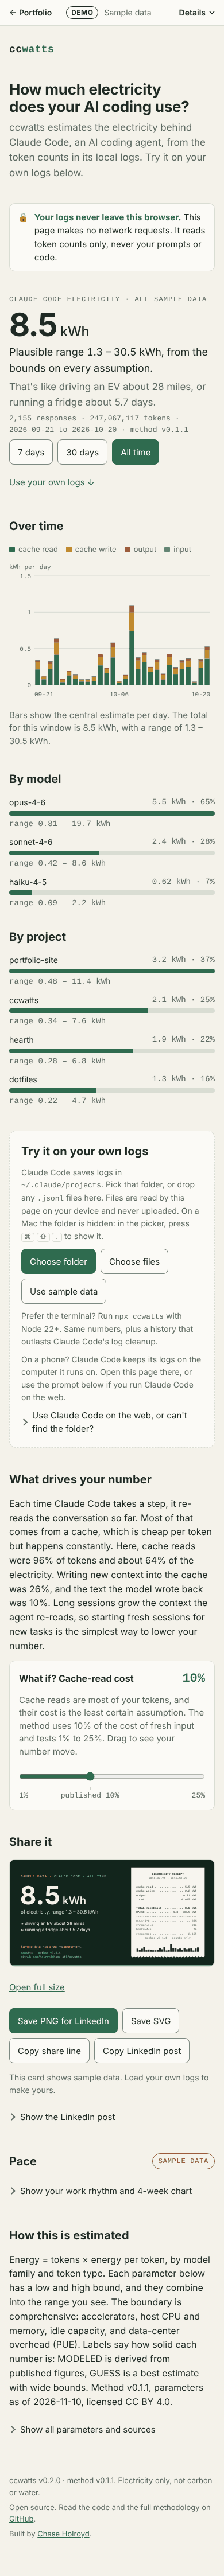 ← Portfolio
DEMO
Sample data
Details
ccwatts
How much electricity
does your AI coding use?
ccwatts estimates the electricity behind
Claude Code, an AI coding agent, from the
token counts in its local logs. Try it on your
own logs below.
Your logs never leave this browser. This
page makes no network requests. It reads
token counts only, never your prompts or
code.
CLAUDE CODE ELECTRICITY · ALL SAMPLE DATA
8.5 kWh
Plausible range 1.3 – 30.5 kWh, from the
bounds on every assumption.
That's like driving an EV about 28 miles, or
running a fridge about 5.7 days.
2,155 responses · 247,067,117 tokens ·
2026-09-21 to 2026-10-20 · method v0.1.1
7 days
30 days
All time
Use your own logs ↓
Over time
cache read
cache write
output
input
kWh per day
1.5
1
0.5
0
09-21
10-06
10-20
Bars show the central estimate per day. The total
for this window is 8.5 kWh, with a range of 1.3 –
30.5 kWh.
By model
opus-4-6
5.5 kWh · 65%
range 0.81 – 19.7 kWh
sonnet-4-6
2.4 kWh · 28%
range 0.42 – 8.6 kWh
haiku-4-5
0.62 kWh · 7%
range 0.09 – 2.2 kWh
By project
portfolio-site
3.2 kWh · 37%
range 0.48 – 11.4 kWh
ccwatts
2.1 kWh · 25%
range 0.34 – 7.6 kWh
hearth
1.9 kWh · 22%
range 0.28 – 6.8 kWh
dotfiles
1.3 kWh · 16%
range 0.22 – 4.7 kWh
Try it on your own logs
Claude Code saves logs in
~/.claude/projects. Pick that folder, or drop
any .jsonl files here. Files are read by this
page on your device and never uploaded. On a
Mac the folder is hidden: in the picker, press
⌘ ⇧ . to show it.
Choose folder
Choose files
Use sample data
Prefer the terminal? Run npx ccwatts with
Node 22+. Same numbers, plus a history that
outlasts Claude Code's log cleanup.
On a phone? Claude Code keeps its logs on the
computer it runs on. Open this page there, or
use the prompt below if you run Claude Code
on the web.
Use Claude Code on the web, or can't
find the folder?
What drives your number
Each time Claude Code takes a step, it re-
reads the conversation so far. Most of that
comes from a cache, which is cheap per token
but happens constantly. Here, cache reads
were 96% of tokens and about 64% of the
electricity. Writing new context into the cache
was 26%, and the text the model wrote back
was 10%. Long sessions grow the context the
agent re-reads, so starting fresh sessions for
new tasks is the simplest way to lower your
number.
What if? Cache-read cost
10%
Cache reads are most of your tokens, and
their cost is the least certain assumption. The
method uses 10% of the cost of fresh input
and tests 1% to 25%. Drag to see your
number move.
1%
published 10%
25%
Share it
SAMPLE DATA · CLAUDE CODE · ALL TIME
8.5 kWh
of electricity, range 1.3 – 30.5 kWh
≈ driving an EV about 28 miles
≈ running a fridge about 5.7 days
Open full size
Save PNG for LinkedIn
Save SVG
Copy share line
Copy LinkedIn post
This card shows sample data. Load your own logs to
make yours.
Show the LinkedIn post
Pace
SAMPLE DATA
Show your work rhythm and 4-week chart
How this is estimated
Energy = tokens × energy per token, by model
family and token type. Each parameter below
has a low and high bound, and they combine
into the range you see. The boundary is
comprehensive: accelerators, host CPU and
memory, idle capacity, and data-center
overhead (PUE). Labels say how solid each
number is: MODELED is derived from
published figures, GUESS is a best estimate
with wide bounds. Method v0.1.1, parameters
as of 2026-11-10, licensed CC BY 4.0.
Show all parameters and sources
ccwatts v0.2.0 · method v0.1.1. Electricity only, not carbon
or water.
Open source. Read the code and the full methodology on
GitHub.
Built by Chase Holroyd.